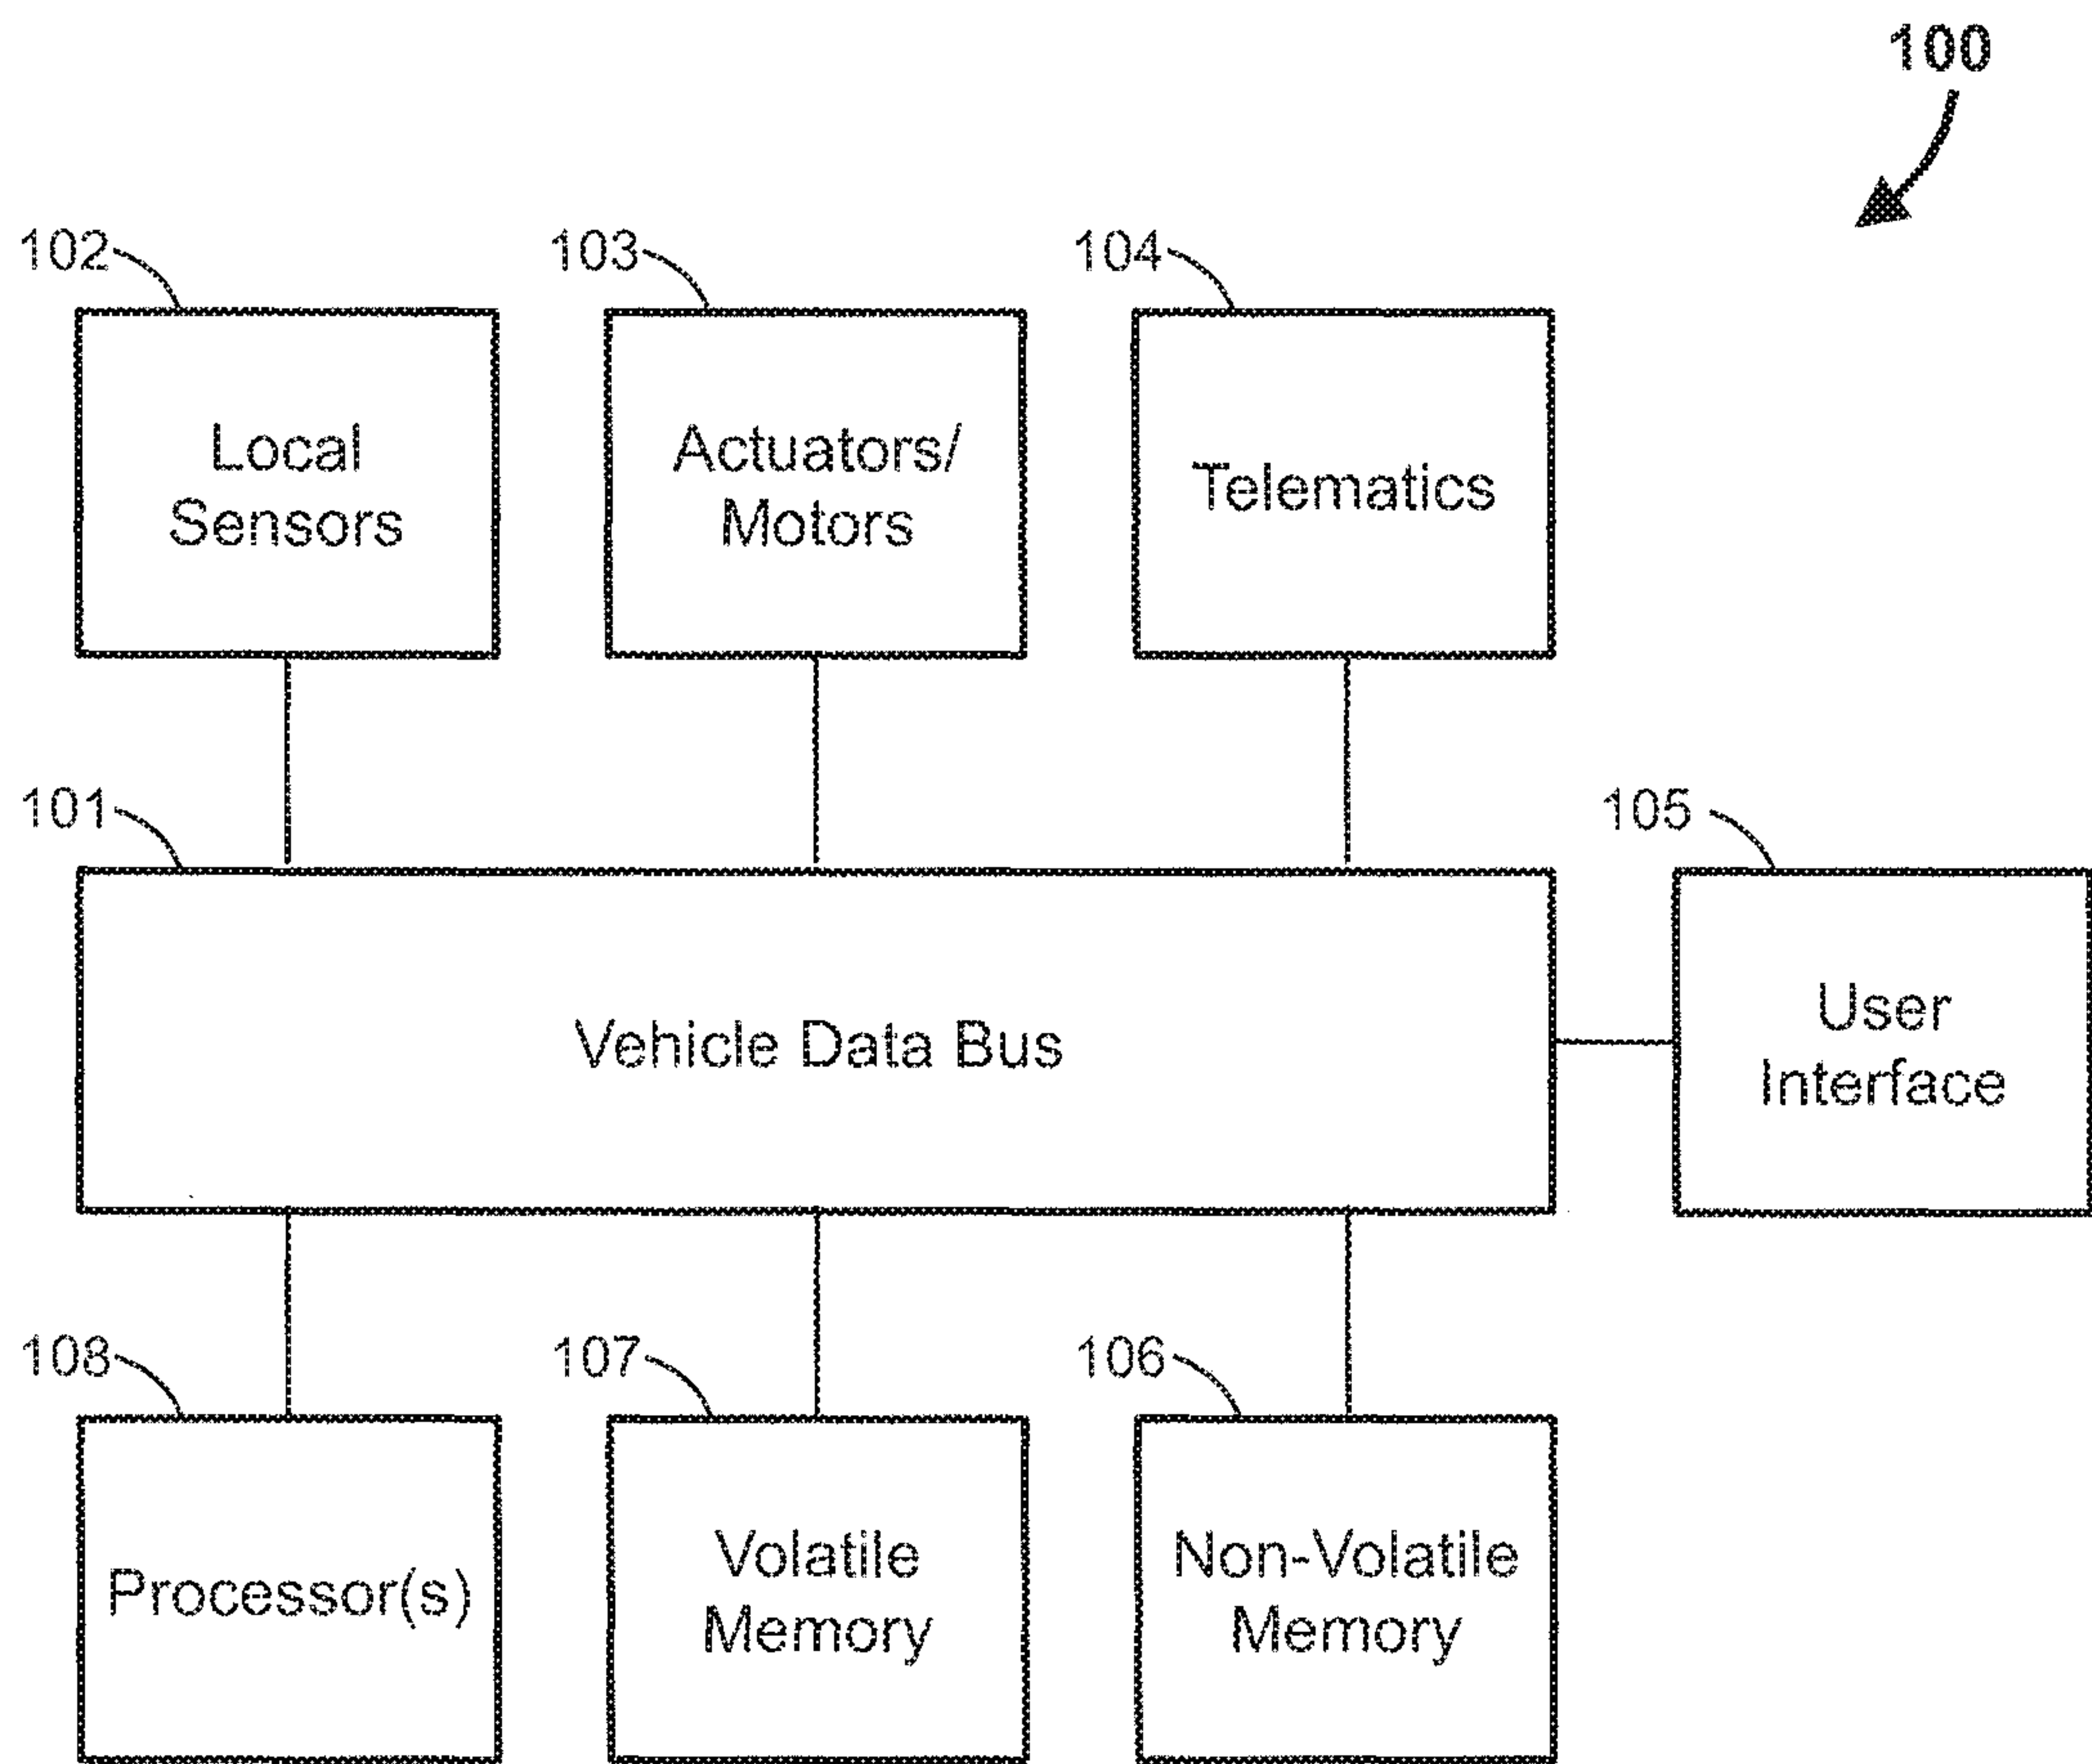 100
102
103
104
Local
Sensors
Actuators/
Motors
Telematics
101
105
Vehicle Data Bus
User
Interface
108
107
106
Processor(s)
Volatile
Memory
Non-Volatile
Memory